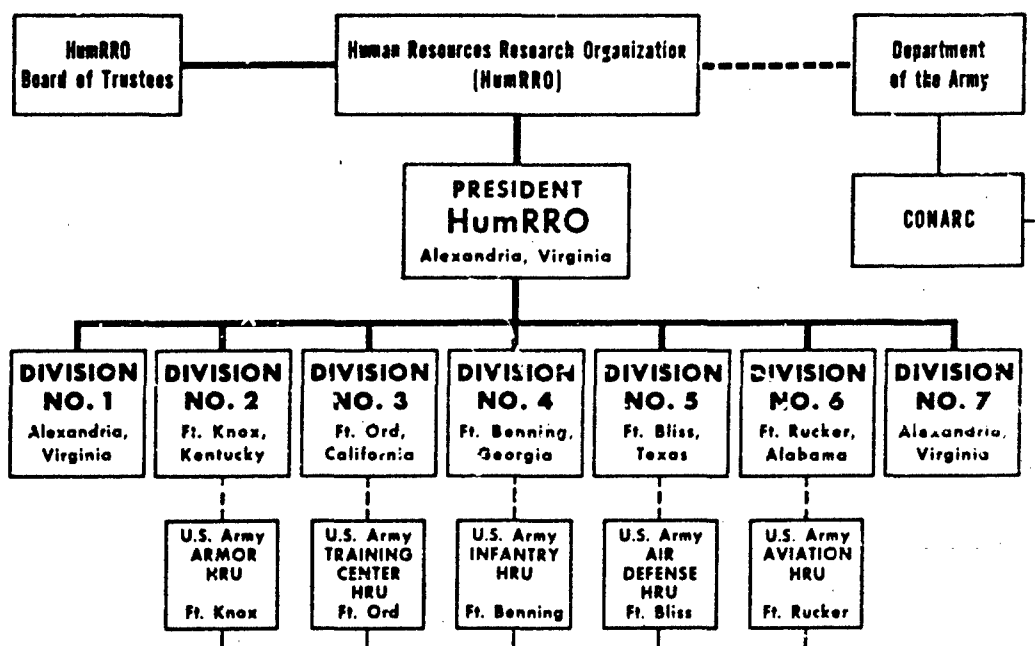 HumRRO
Board of Trustees
Human Resources Research Organization
(HumRRO)
Department
of the Army
PRESIDENT
HumRRO
Alexandria, Virginia
CONARC
DIVISION
NO. 1
Alexandria,
Virginia
DIVISION
NO. 2
Ft. Knox,
Kentucky
DIVISION
NO. 3
Ft. Ord,
California
DIVISION
NO. 4
Ft. Benning,
Georgia
DIVISION
NO. 5
Ft. Bliss,
Texas
DIVISION
NO. 6
Ft. Rucker,
Alabama
DIVISION
NO. 7
Alexandria,
Virginia
U.S. Army
ARMOR
HRU
Ft. Knox
U.S. Army
TRAINING
CENTER
HRU
Ft. Ord
U.S. Army
INFANTRY
HRU
Ft. Benning
U.S. Army
AIR
DEFENSE
HRU
Ft. Bliss
U.S. Army
AVIATION
HRU
Ft. Rucker